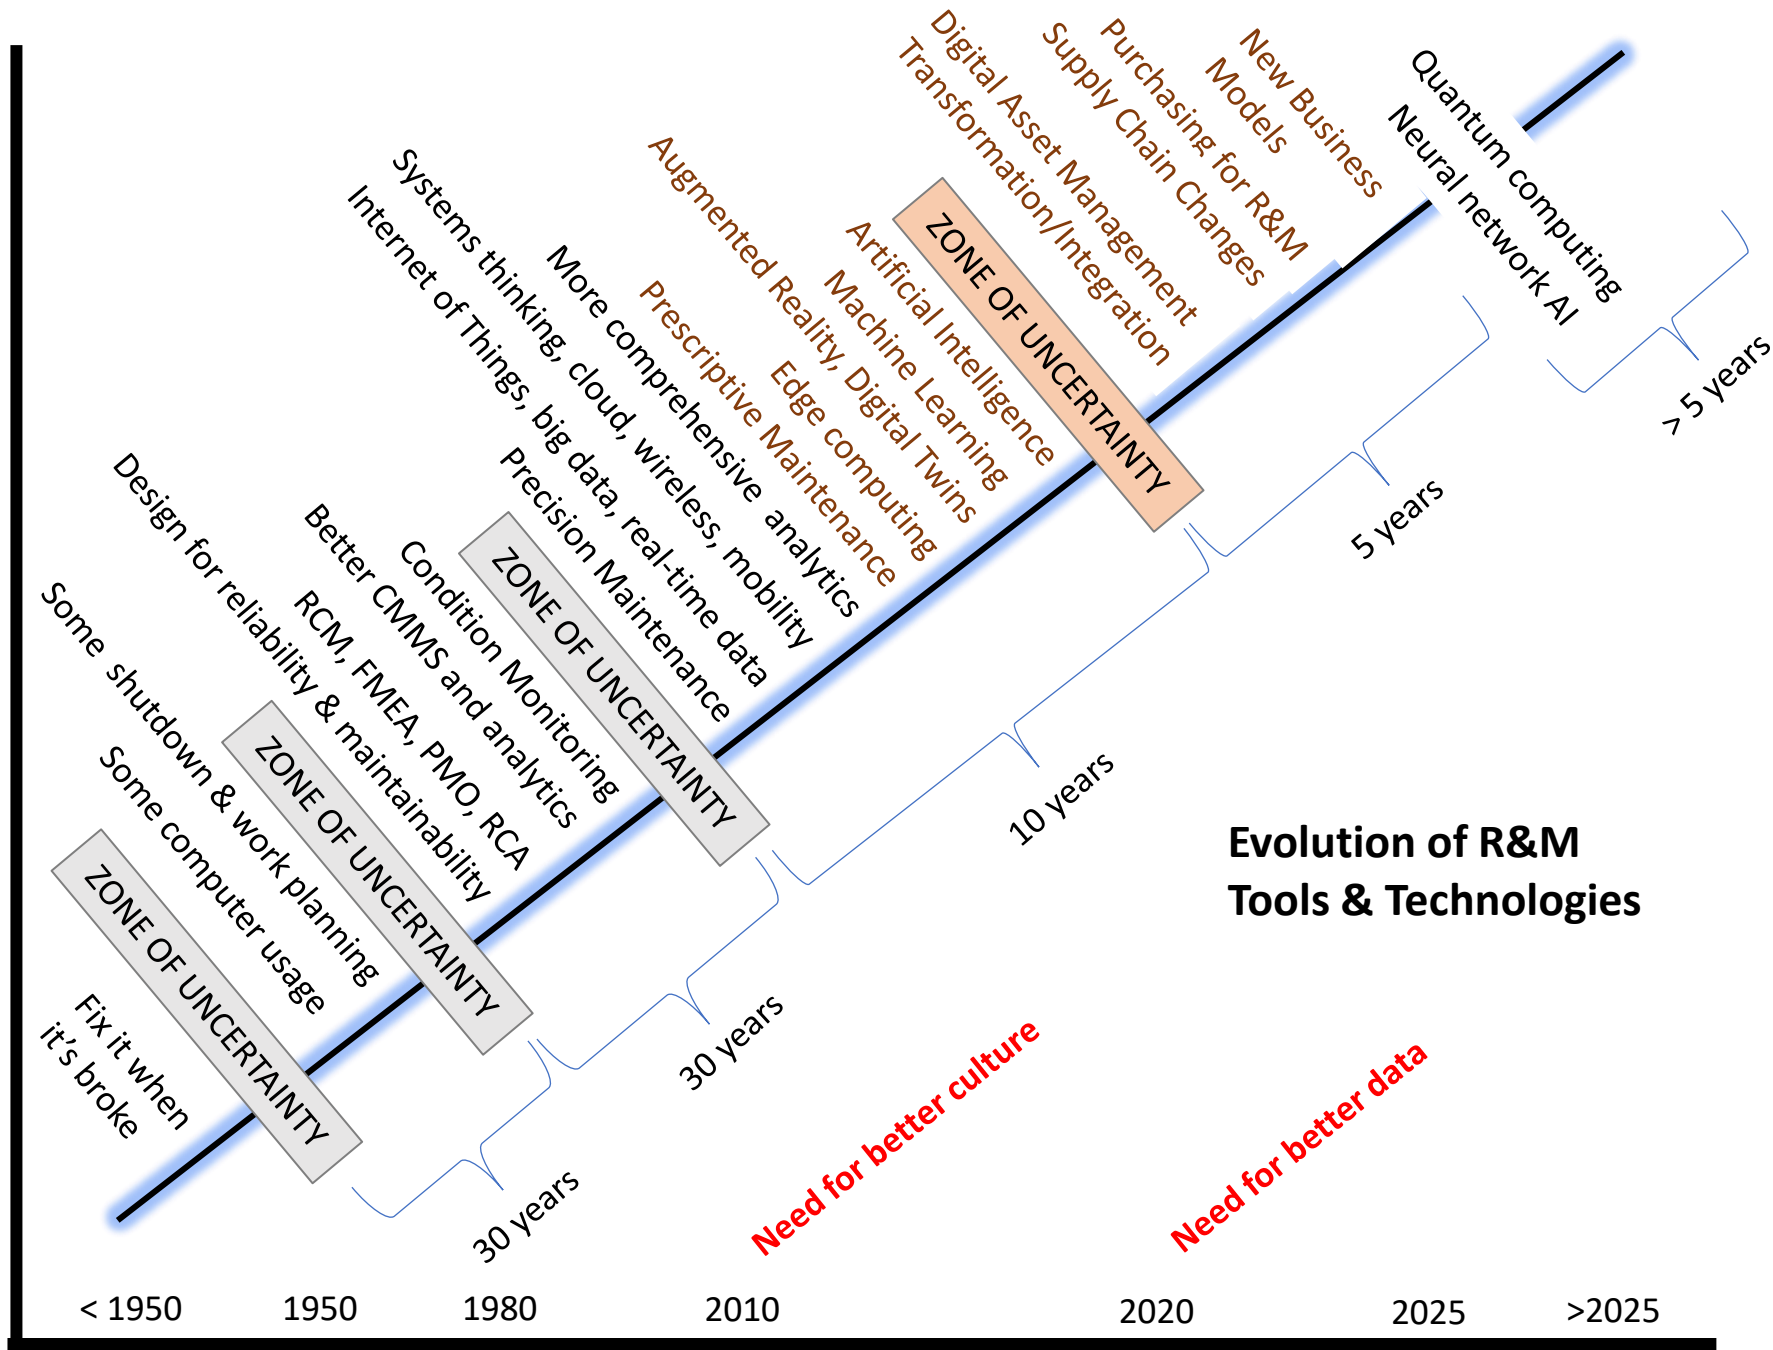 Fix it when
it's broke
ZONE OF UNCERTAINTY
Some computer usage
Some  shutdown & work planning
ZONE OF UNCERTAINTY
Design for reliability & maintainability
RCM, FMEA, PMO, RCA
Better CMMS and analytics
Condition Monitoring
ZONE OF UNCERTAINTY
Precision Maintenance
Internet of Things, big data, real-time data
Systems thinking, cloud, wireless, mobility
More comprehensive  analytics
Prescriptive Maintenance
Edge computing
Augmented Reality, Digital Twins
Machine Learning
Artificial Intelligence
ZONE OF UNCERTAINTY
Transformation/Integration
Digital Asset Management
Supply Chain Changes
Purchasing for R&M
New Business
Models
Neural network AI
Quantum computing
30 years
30 years
10 years
5 years
> 5 years
Evolution of R&M
Tools & Technologies
Need for better culture
Need for better data
< 1950
1950
1980
2010
2020
2025
>2025